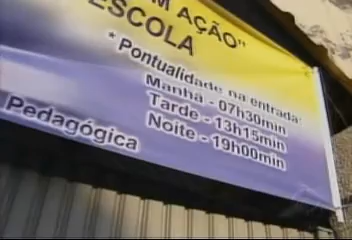 M AÇÃO"
ESCOLA
* Pontualidade na entrada:
Manhã - 07h30min
Tarde - 13h15min
Noite - 19h00min
Pedagógica